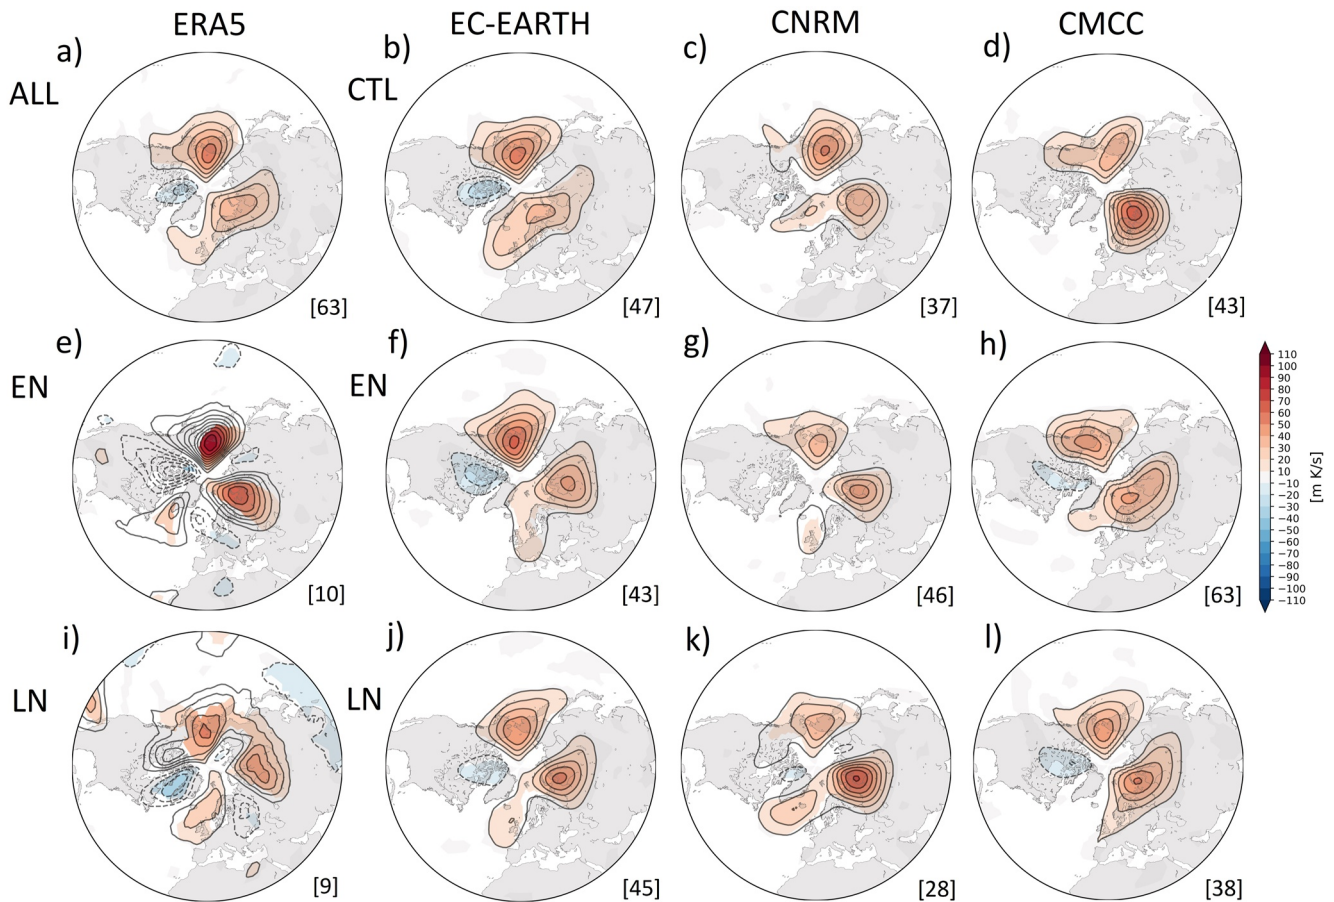 ERA5 EC-EARTH CNRM CMCC
a) b) c) d)
ALL CTL
[63] [47] [37] [43]
e) f) g) h)
EN EN
[10] [43] [46] [63]
i) j) k) l)
LN LN
[9] [45] [28] [38]
110
100
90
80
70
60
50
40
30
20
10
−10
−20
−30
−40
−50
−60
−70
−80
−90
−100
−110
[m K/s]